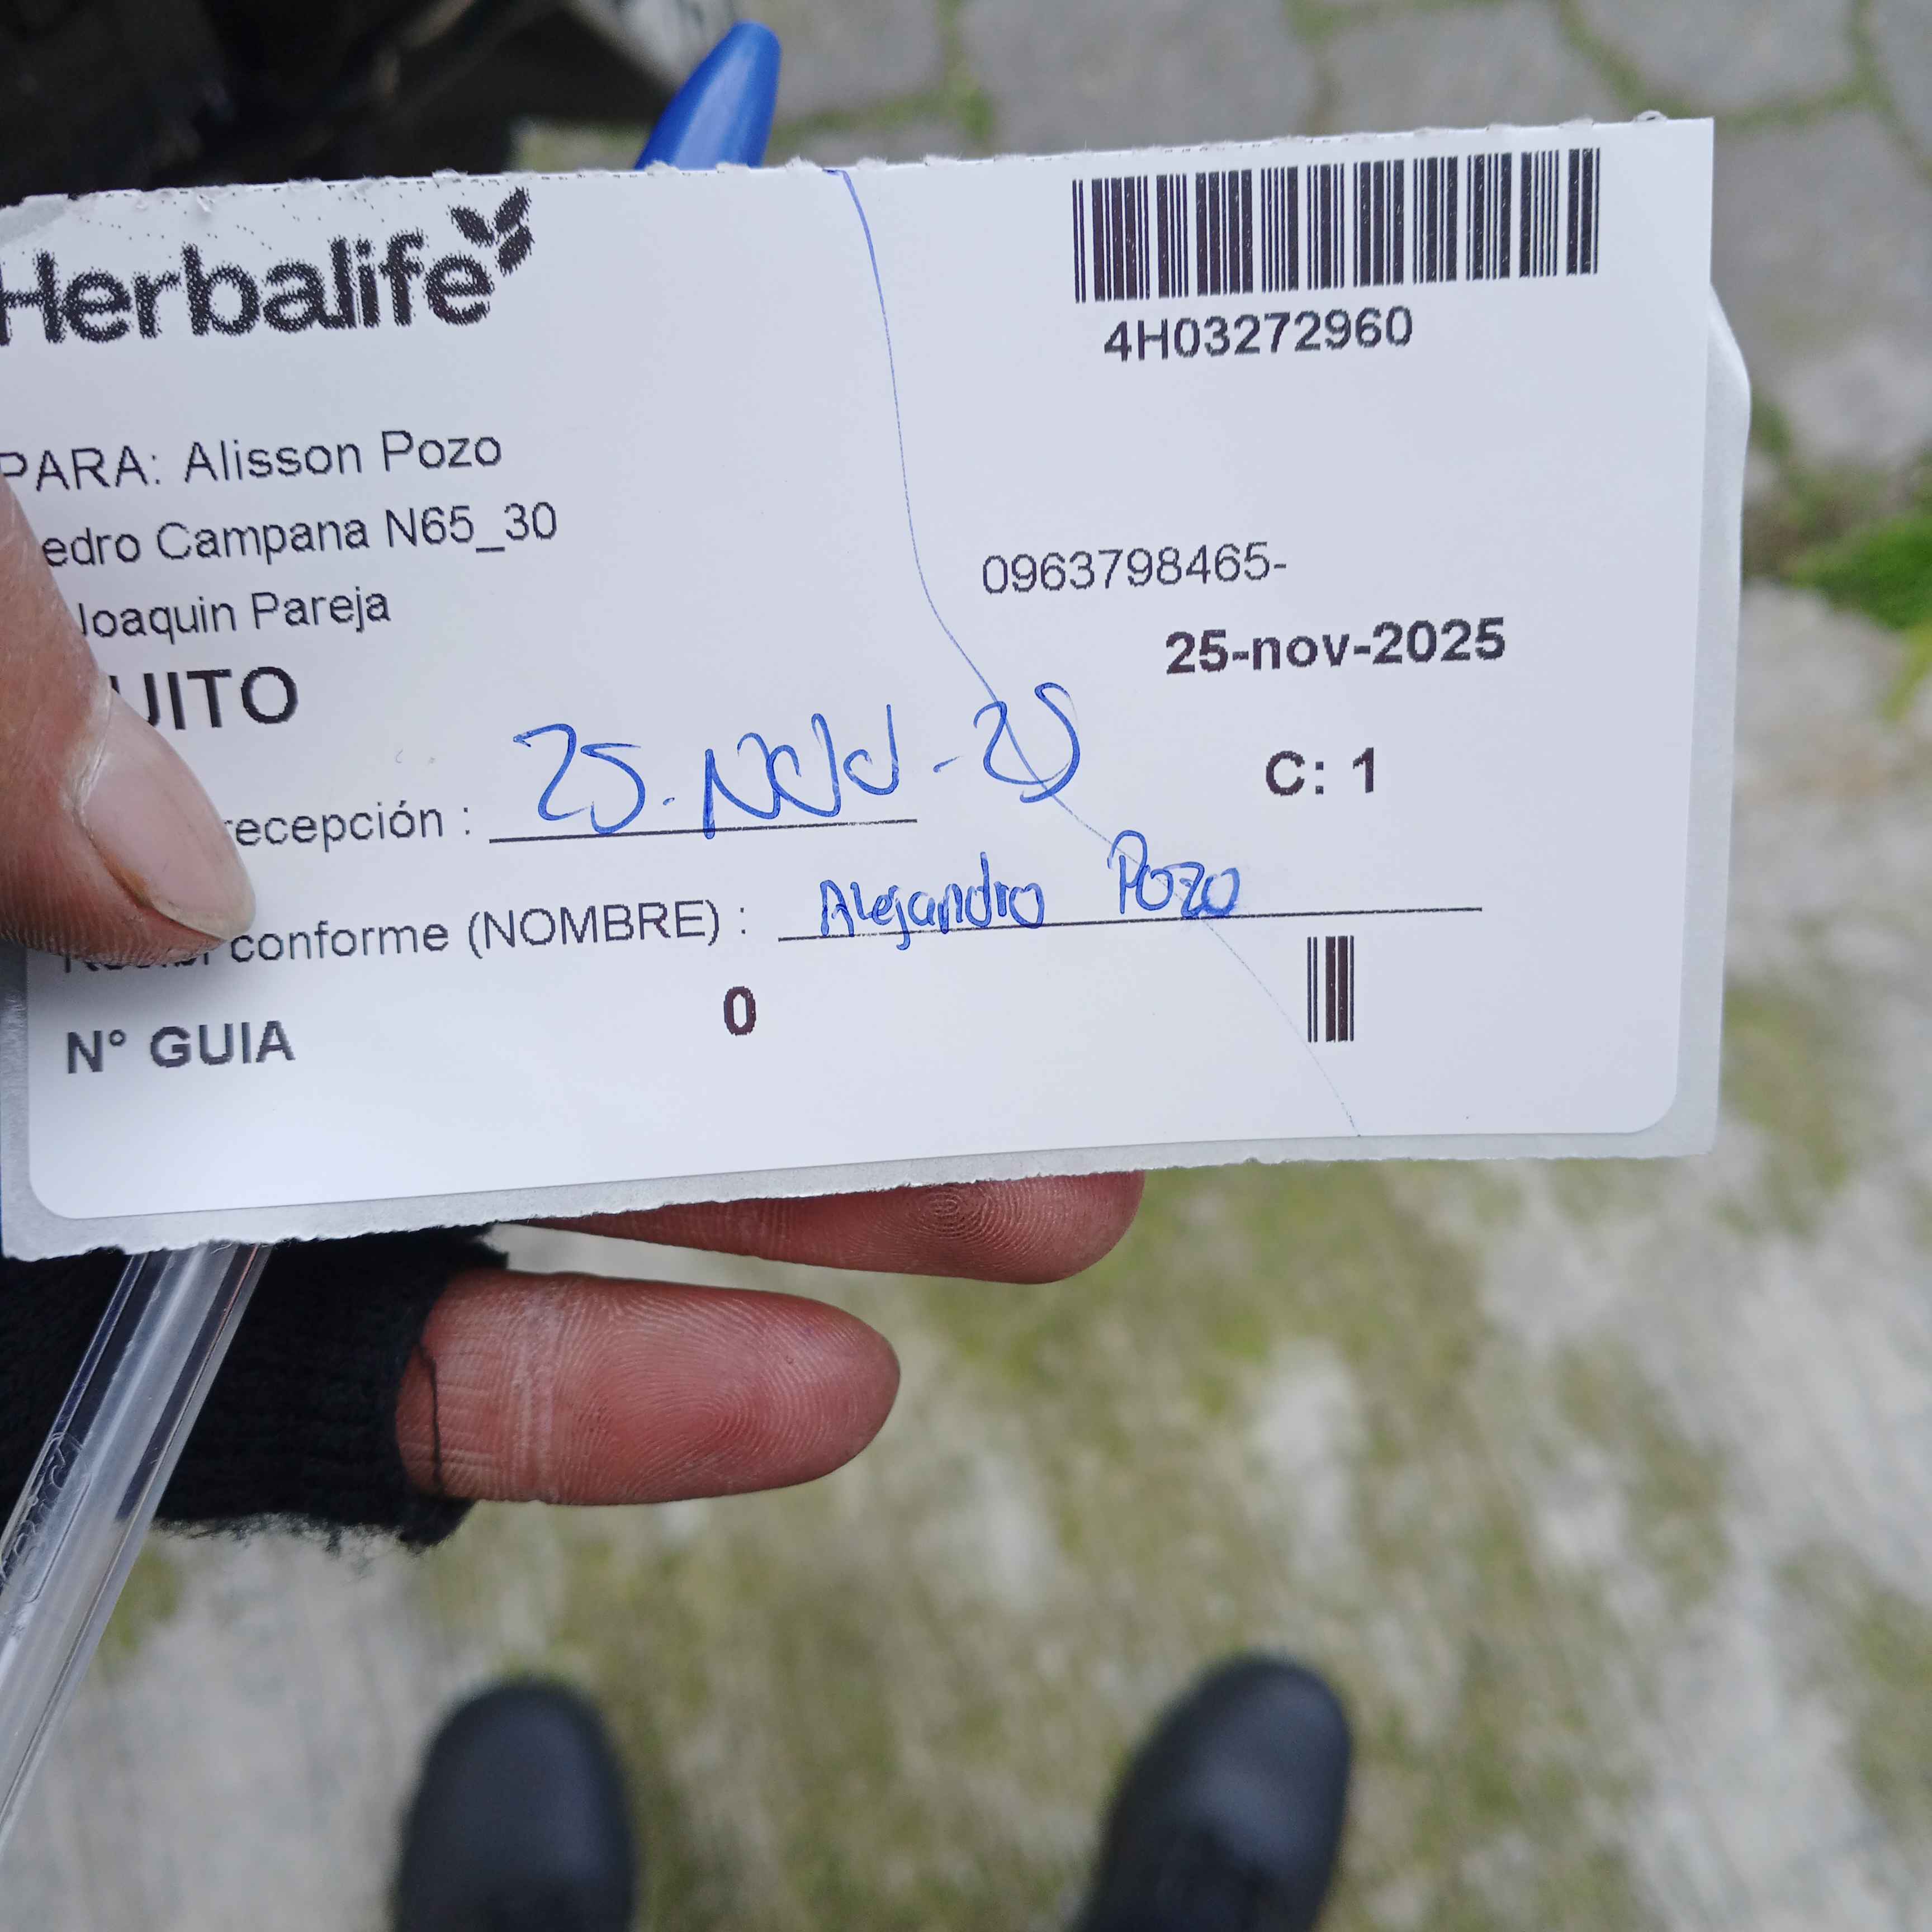 Herbalife
4H03272960
PARA: Alisson Pozo
edro Campana N65_30
0963798465-
Joaquin Pareja
25-nov-2025
UITO
C: 1
recepción : 25-NOV-25
conforme (NOMBRE) : Alejandro Pozo
N° GUIA 0